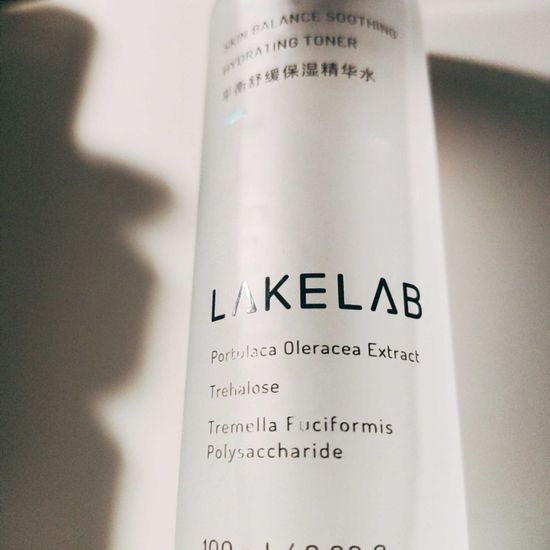 SKIN BALANCE SOOTHING
HYDRATING TONER
平衡舒缓保湿精华水
LAKELAB
Portulaca Oleracea Extract
Trehalose
Tremella Fuciformis
Polysaccharide